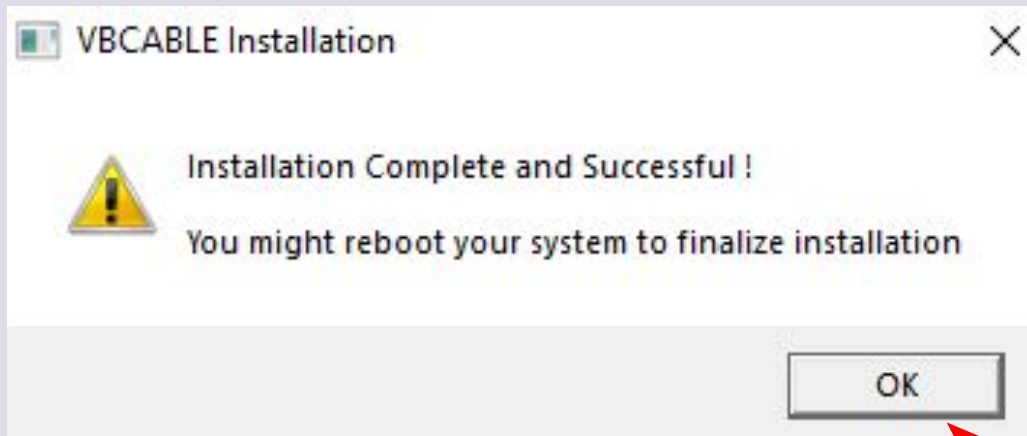 VBCABLE Installation
Installation Complete and Successful !
You might reboot your system to finalize installation
OK